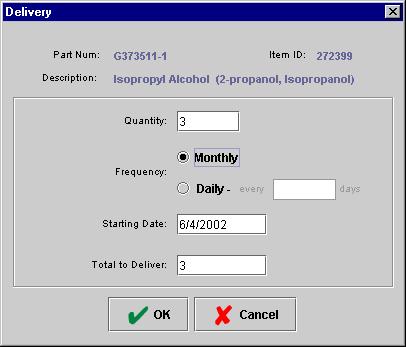 Delivery
Part Num: G373511-1 Item ID: 272399
Description: Isopropyl Alcohol (2-propanol, Isopropanol)
Quantity: 3
Monthly
Frequency:
Daily - every days
Starting Date: 6/4/2002
Total to Deliver: 3
OK Cancel